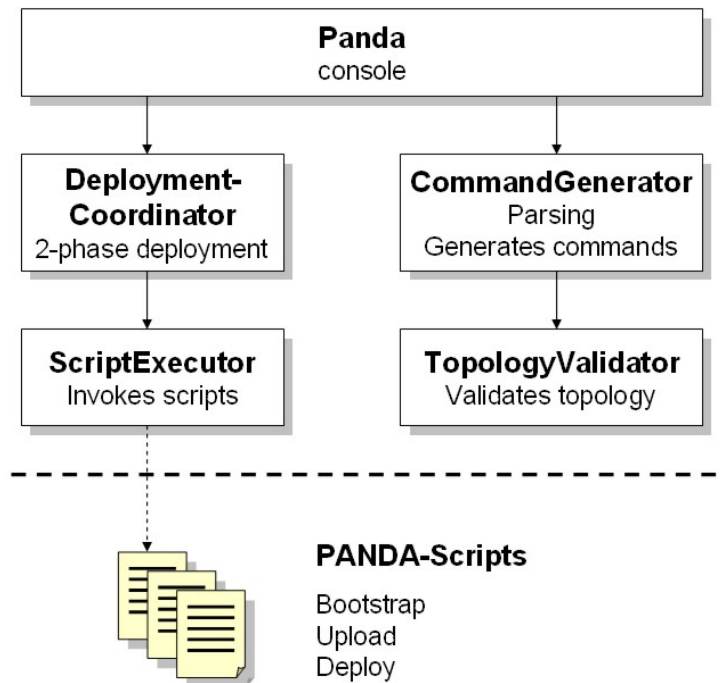 Panda
console
Deployment-
Coordinator
2-phase deployment
CommandGenerator
Parsing
Generates commands
ScriptExecutor
Invokes scripts
TopologyValidator
Validates topology
PANDA-Scripts
Bootstrap
Upload
Deploy